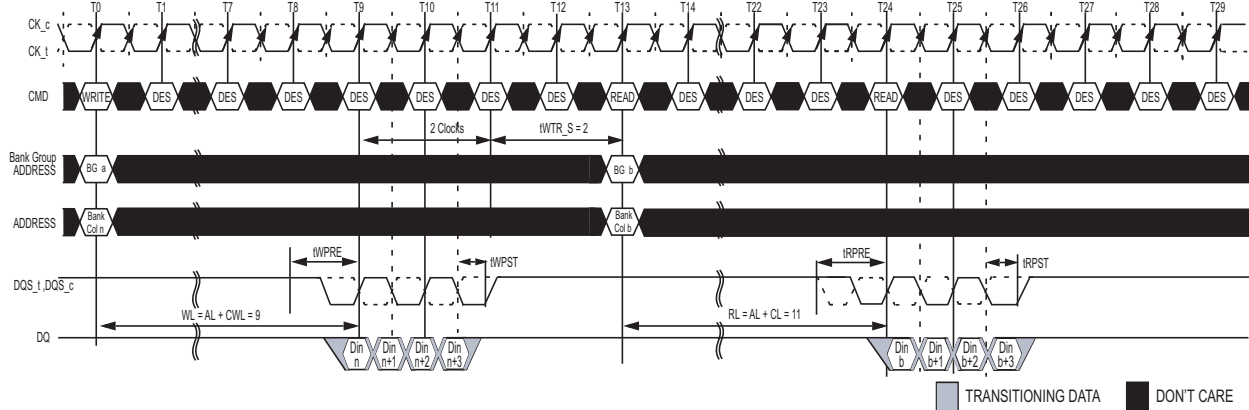 T0 T1 T7 T8 T9 T10 T11 T12 T13 T14 T22 T23 T24 T25 T26 T27 T28 T29
CK_c
CK_t
CMD WRITE DES DES DES DES DES DES DES READ DES DES DES READ DES DES DES DES DES
2 Clocks tWTR_S = 2
Bank Group
ADDRESS BG a BG b
ADDRESS Bank Col n Bank Col b
tWPRE tWPST tRPRE tRPST
DQS_t ,DQS_c
WL = AL + CWL = 9 RL = AL + CL = 11
DQ Din n Din n+1 Din n+2 Din n+3 Din b Din b+1 Din b+2 Din b+3
TRANSITIONING DATA DON'T CARE